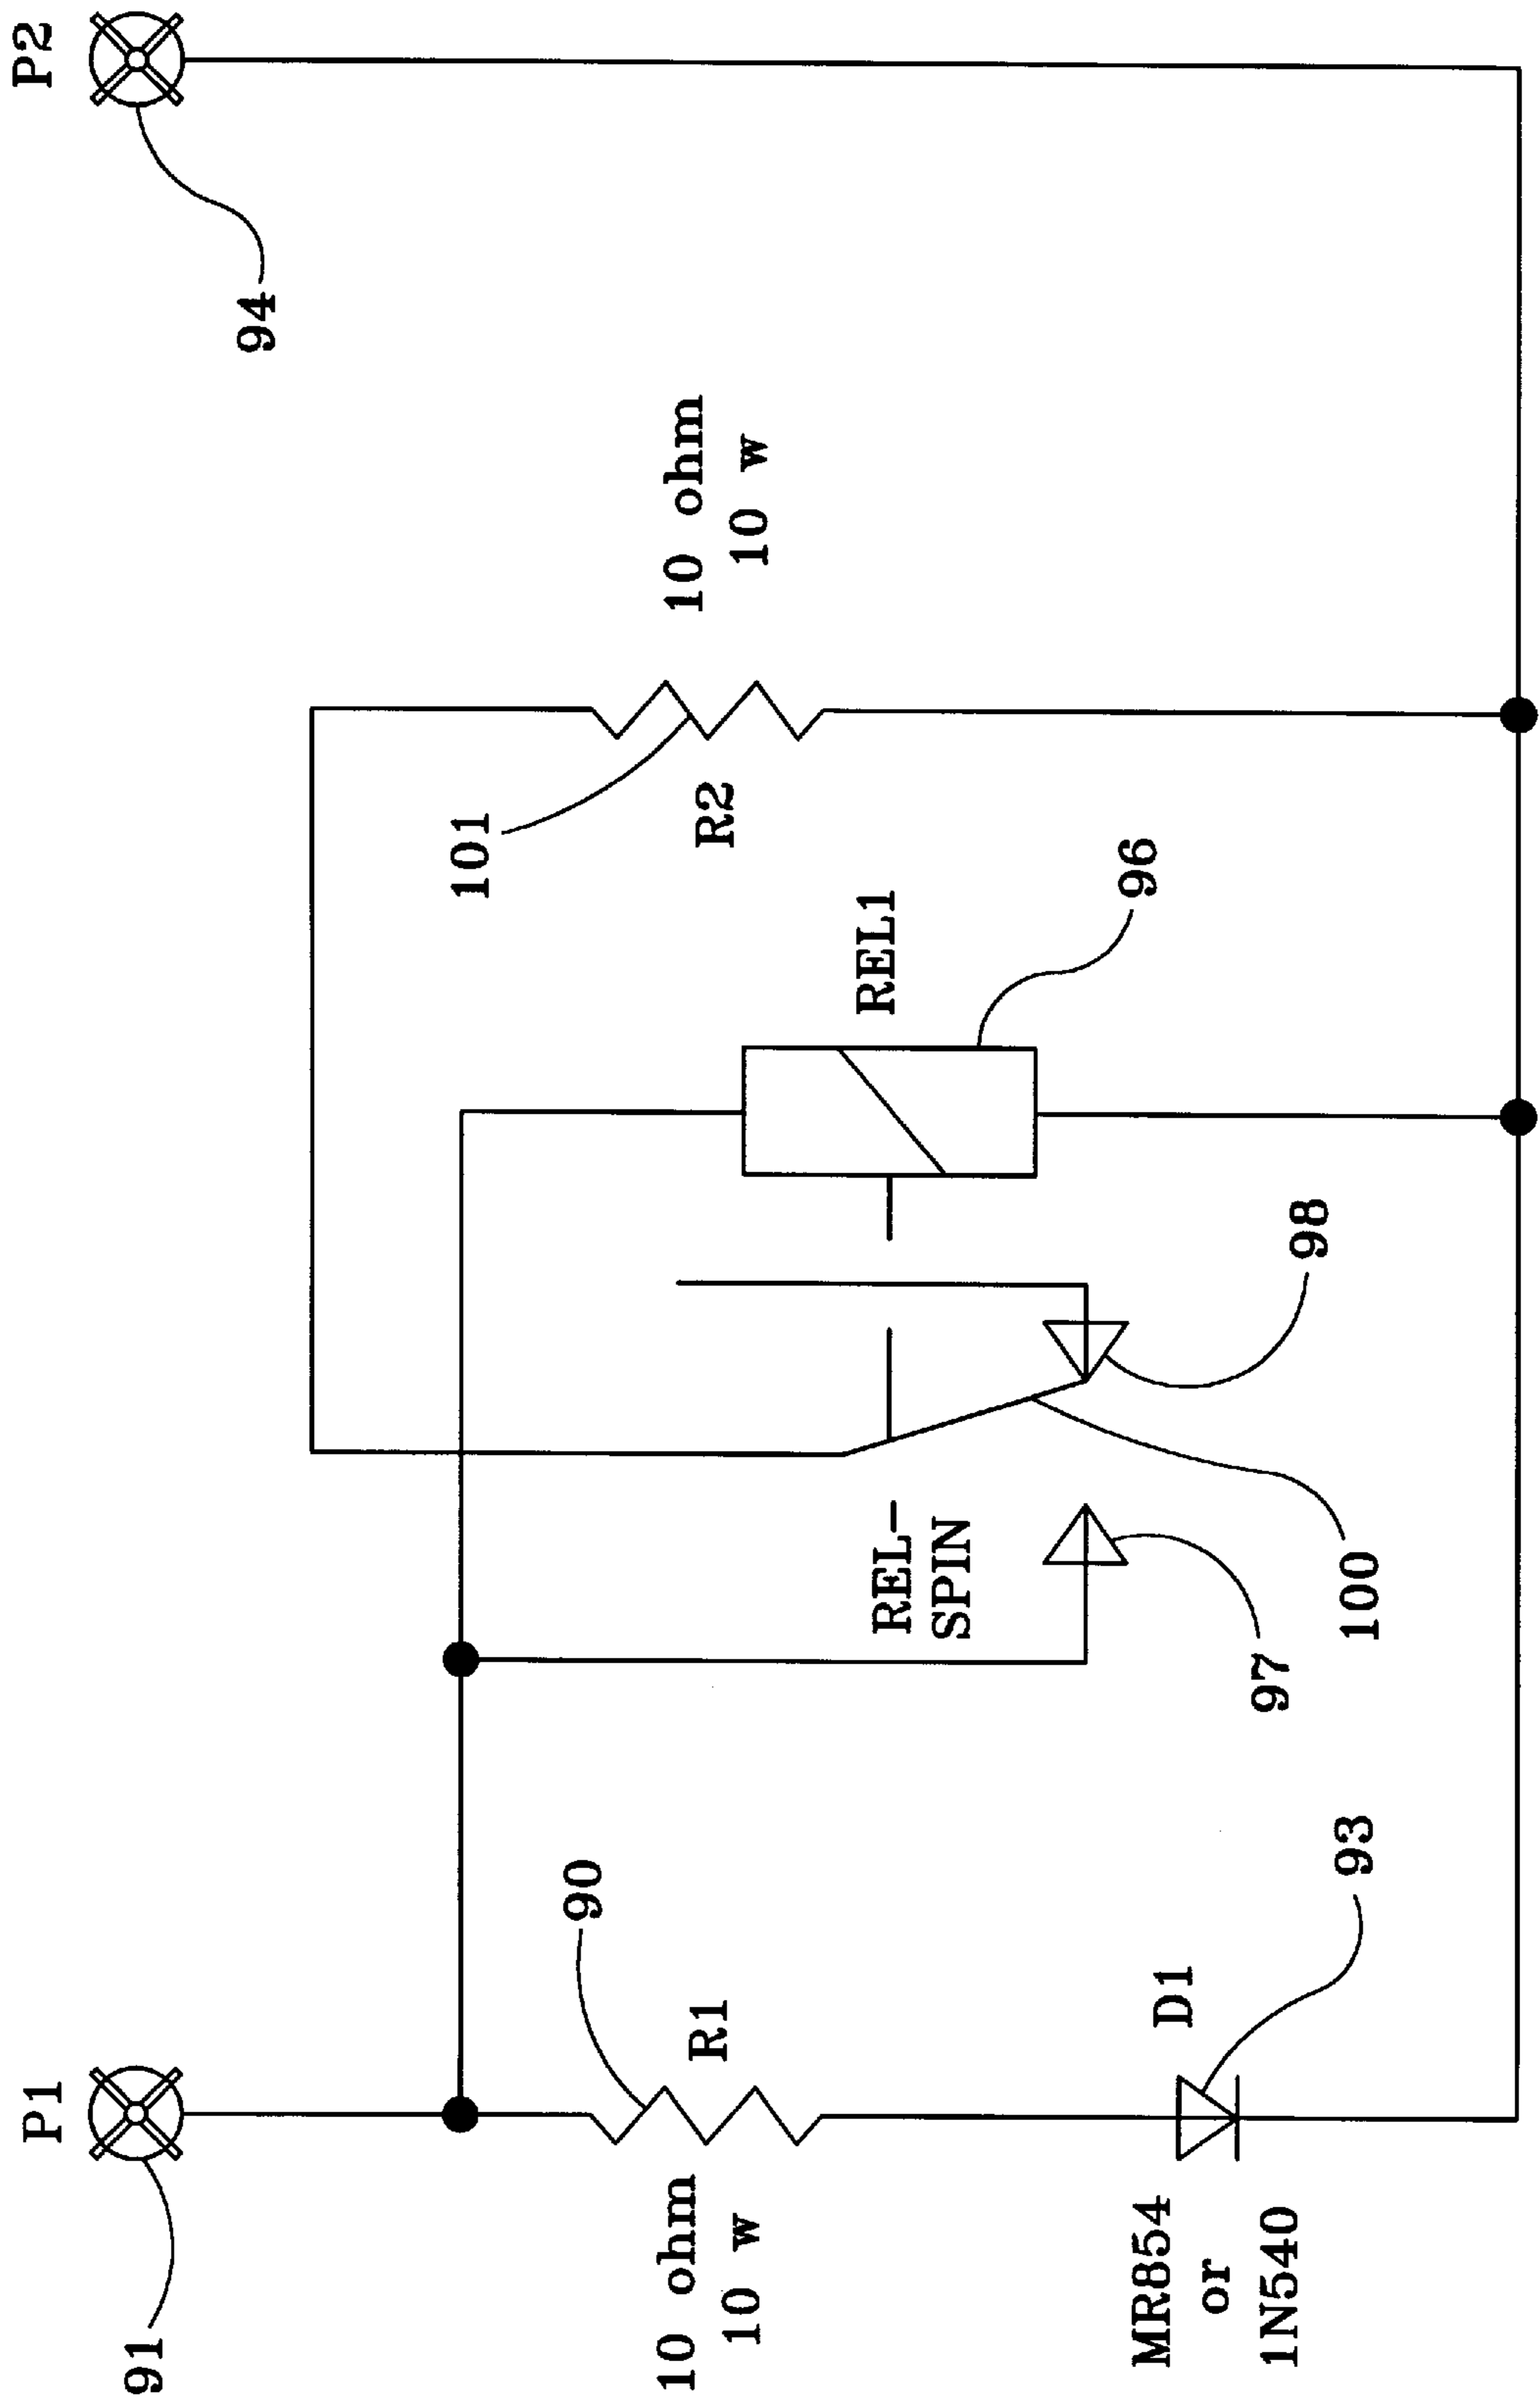 P1
P2
91
94
10 ohm
10 w
R1
90
10 ohm
10 w
101
R2
REL1
96
REL-
SPIN
98
97
100
MR854
or
1N540
D1
93